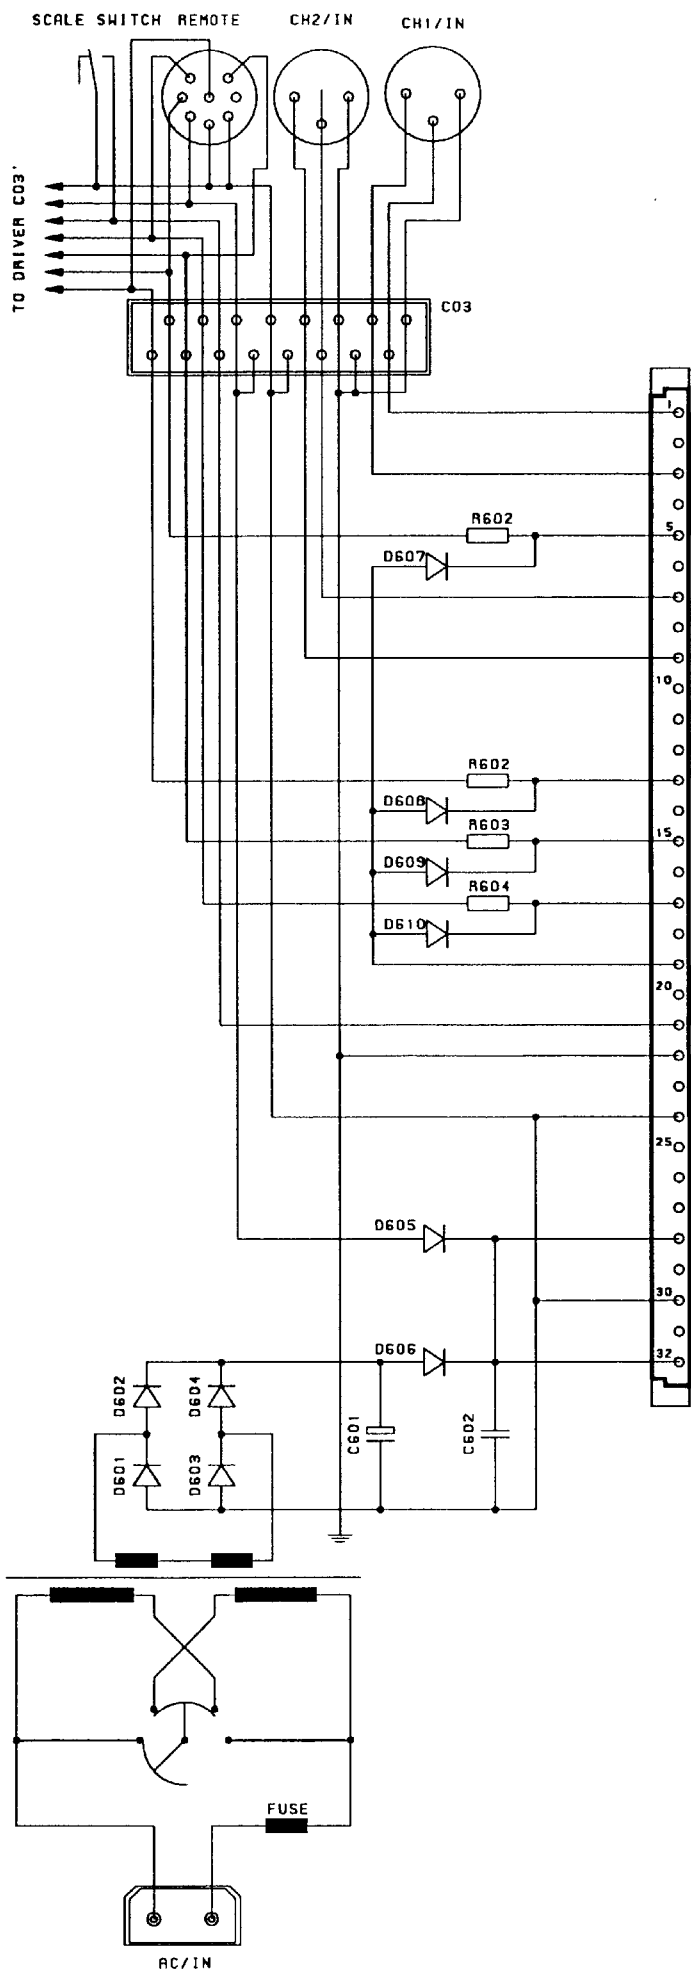 SCALE SWITCH REMOTE
CH2/IN
CH1/IN
TO DRIVER C03'
C03
1
R602
5
D607
10
R602
D608
R603
15
D609
R604
D610
20
25
D605
30
D606
32
D602
D604
C601
C602
D601
D603
FUSE
AC/IN